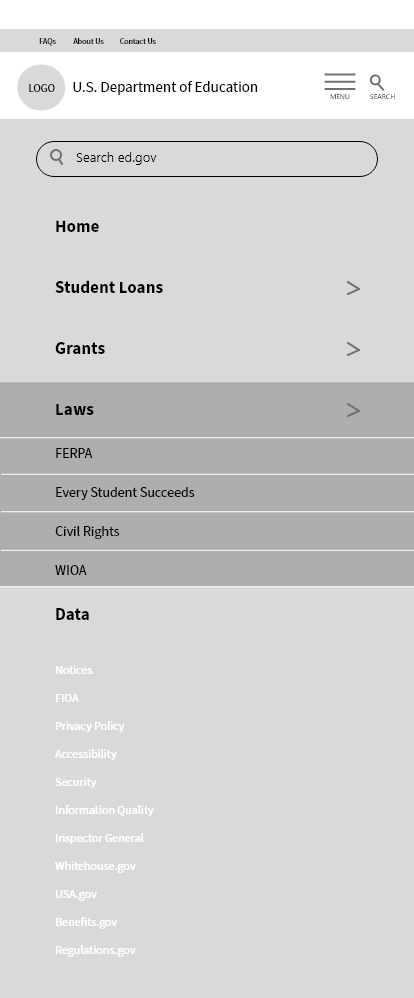 FAQs About Us Contact Us
LOGO U.S. Department of Education
MENU SEARCH
Search ed.gov
Home
Student Loans
Grants
Laws
FERPA
Every Student Succeeds
Civil Rights
WIOA
Data
Notices
FIOA
Privacy Policy
Accessibility
Security
Information Quality
Inspector General
Whitehouse.gov
USA.gov
Benefits.gov
Regulations.gov